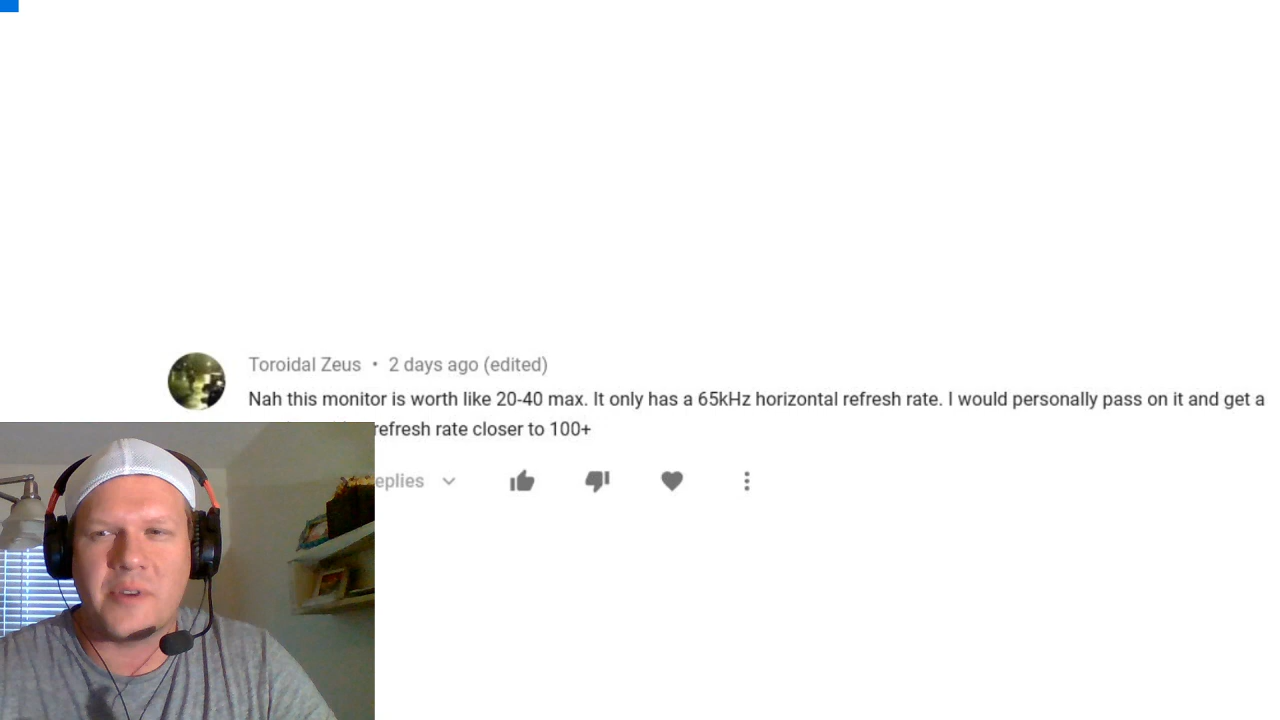 Toroidal Zeus • 2 days ago (edited)
Nah this monitor is worth like 20-40 max. It only has a 65kHz horizontal refresh rate. I would personally pass on it and get a
refresh rate closer to 100+
eplies